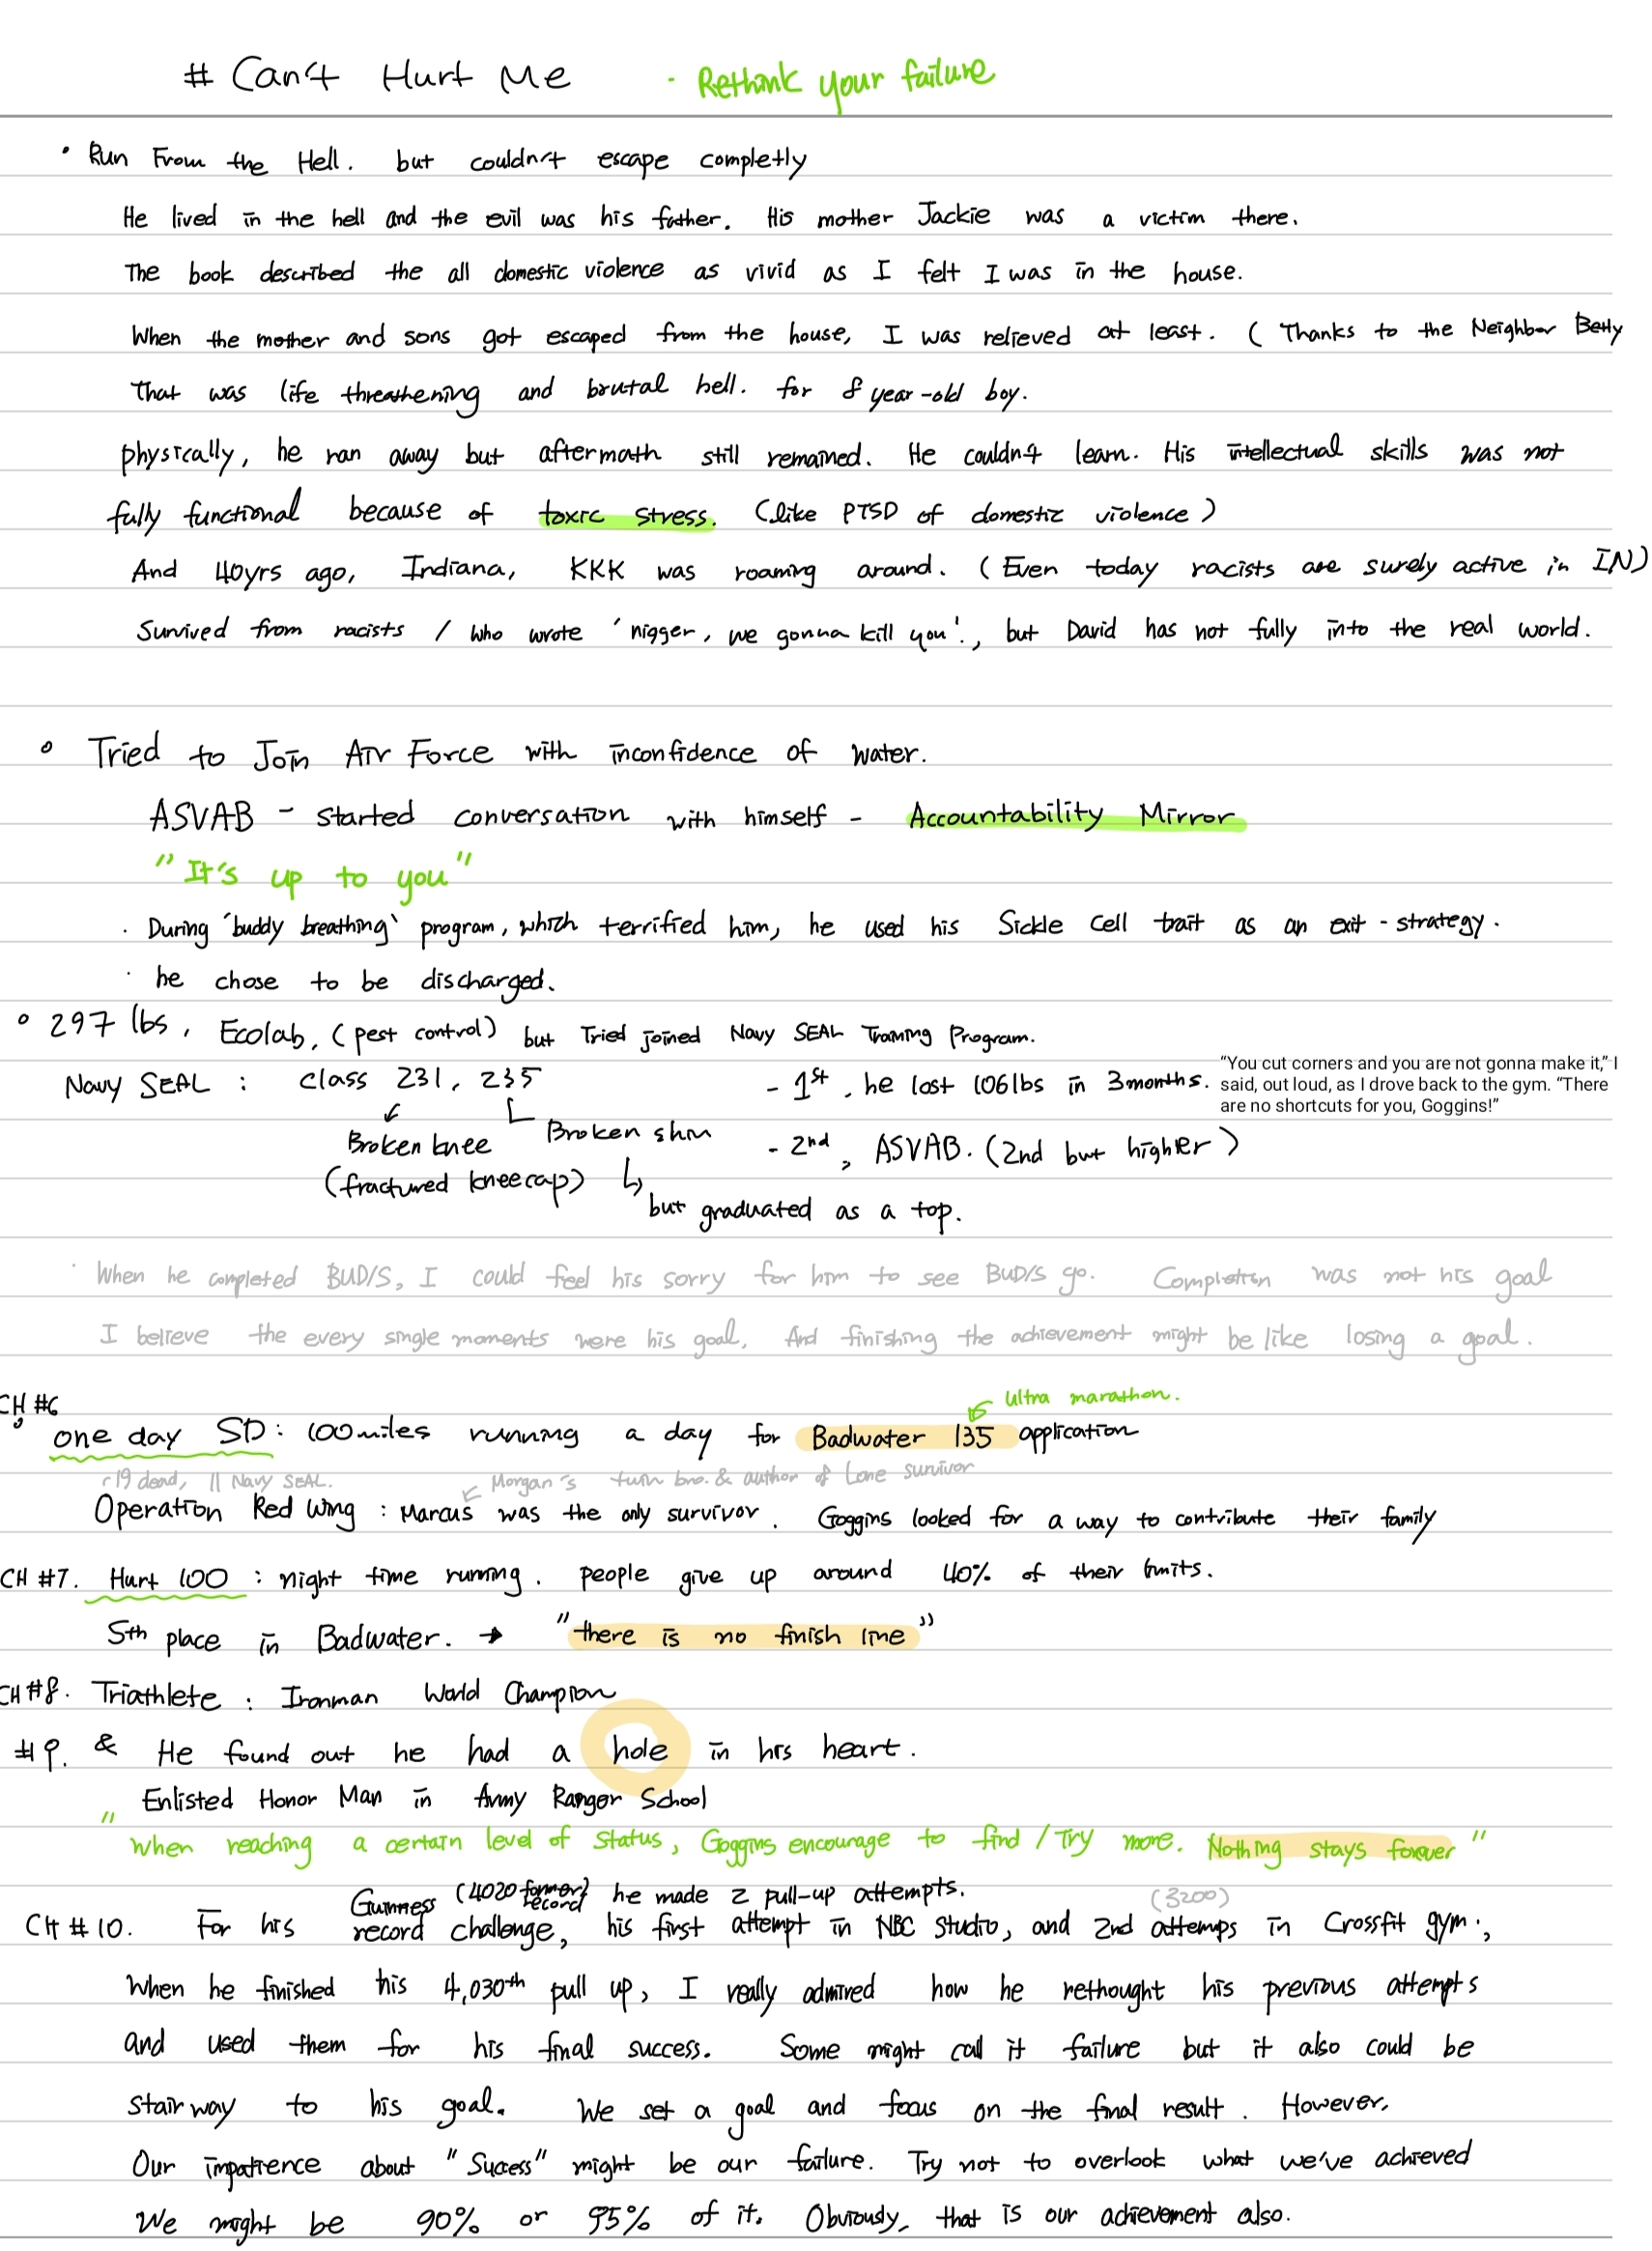 # Can't Hurt Me · Rethink your failure
• Run From the Hell. but couldn't escape completly
He lived in the hell and the evil was his father. His mother Jackie was a victim there.
The book described the all domestic violence as vivid as I felt I was in the house.
When the mother and sons got escaped from the house, I was relieved at least. ( Thanks to the Neighbor Betty
That was life threathening and brutal hell. for 8 year-old boy.
physically, he ran away but aftermath still remained. He couldn't learn. His intellectual skills was not
fully functional because of toxic stress. (like PTSD of domestic violence)
And 40yrs ago, Indiana, KKK was roaming around. (Even today racists are surely active in IN)
Survived from racists / who wrote 'nigger, we gonna kill you'., but David has not fully into the real world.
° Tried to Join Air Force with inconfidence of water.
ASVAB - started conversation with himself - Accountability Mirror
"It's up to you"
· During 'buddy breathing' program, which terrified him, he used his Sickle Cell trait as an exit-strategy.
· he chose to be discharged.
° 297 lbs, Ecolab, (pest control) but Tried joined Navy SEAL Training Program.
Navy SEAL : class 231, 235 - 1st, he lost 106lbs in 3months.
"You cut corners and you are not gonna make it," I
said, out loud, as I drove back to the gym. "There
are no shortcuts for you, Goggins!"
Broken knee Broken shin - 2nd, ASVAB. (2nd but higher)
(fractured kneecap)
but graduated as a top.
· When he completed BUD/S, I could feel his sorry for him to see BUD/S go. Completion was not his goal
I believe the every single moments were his goal. And finishing the achievement might be like losing a goal.
CH #6
ultra marathon.
one day SD: 100miles running a day for Badwater 135 application
19 dead, 11 Navy SEAL. Morgan's twin bro. & author of Lone survivor
Operation Red Wing : Marcus was the only survivor. Goggins looked for a way to contribute their family
CH #7. Hurt 100 : night time running. people give up around 40% of their limits.
5th place in Badwater. → "there is no finish line"
CH #8. Triathlete : Ironman World Champion
#9. & He found out he had a hole in his heart.
Enlisted Honor Man in Army Ranger School
"When reaching a certain level of status, Goggins encourage to find / Try more. Nothing stays forever"
Guinness (4020 former record) he made 2 pull-up attempts. (3200)
CH #10. For his record challenge, his first attempt in NBC Studio, and 2nd attemps in Crossfit gym.,
When he finished his 4,030th pull up, I really admired how he rethought his previous attempts
and used them for his final success. Some might call it failure but it also could be
stairway to his goal. We set a goal and focus on the final result. However,
Our impatience about "Success" might be our failure. Try not to overlook what we've achieved
We might be 90% or 95% of it. Obviously, that is our achievement also.